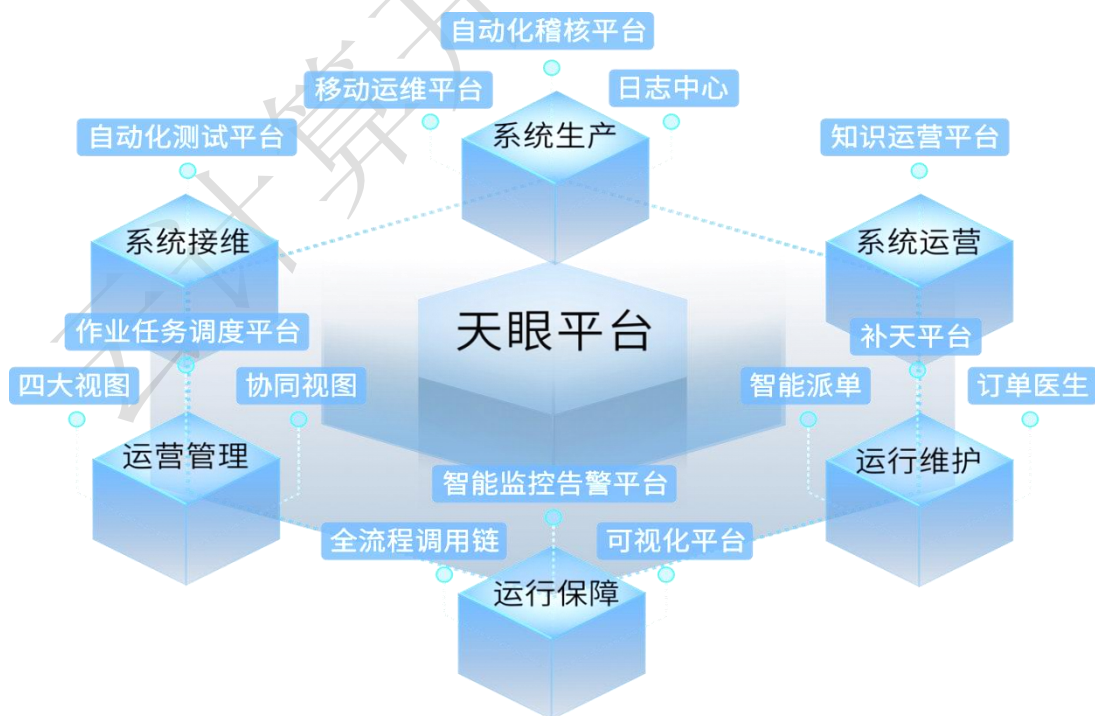 自动化稽核平台
移动运维平台
日志中心
系统生产
自动化测试平台
知识运营平台
系统接维
系统运营
天眼平台
作业任务调度平台
补天平台
四大视图
协同视图
智能派单
订单医生
运营管理
运行维护
智能监控告警平台
全流程调用链
可视化平台
运行保障
云计算开